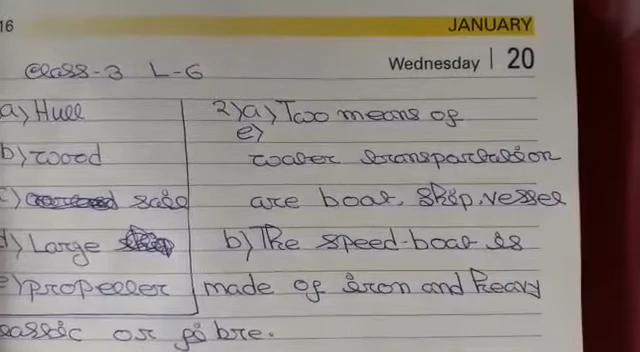 16
JANUARY
Wednesday 20
Class-3 L-6
a) Hull
b) wood
c) sail
d) Large
e) propeller
2) a) Two means of
e)
water transportation
are boat, ship, vessel
b) The speed-boat is
made of iron and heavy
lastic or fibre.